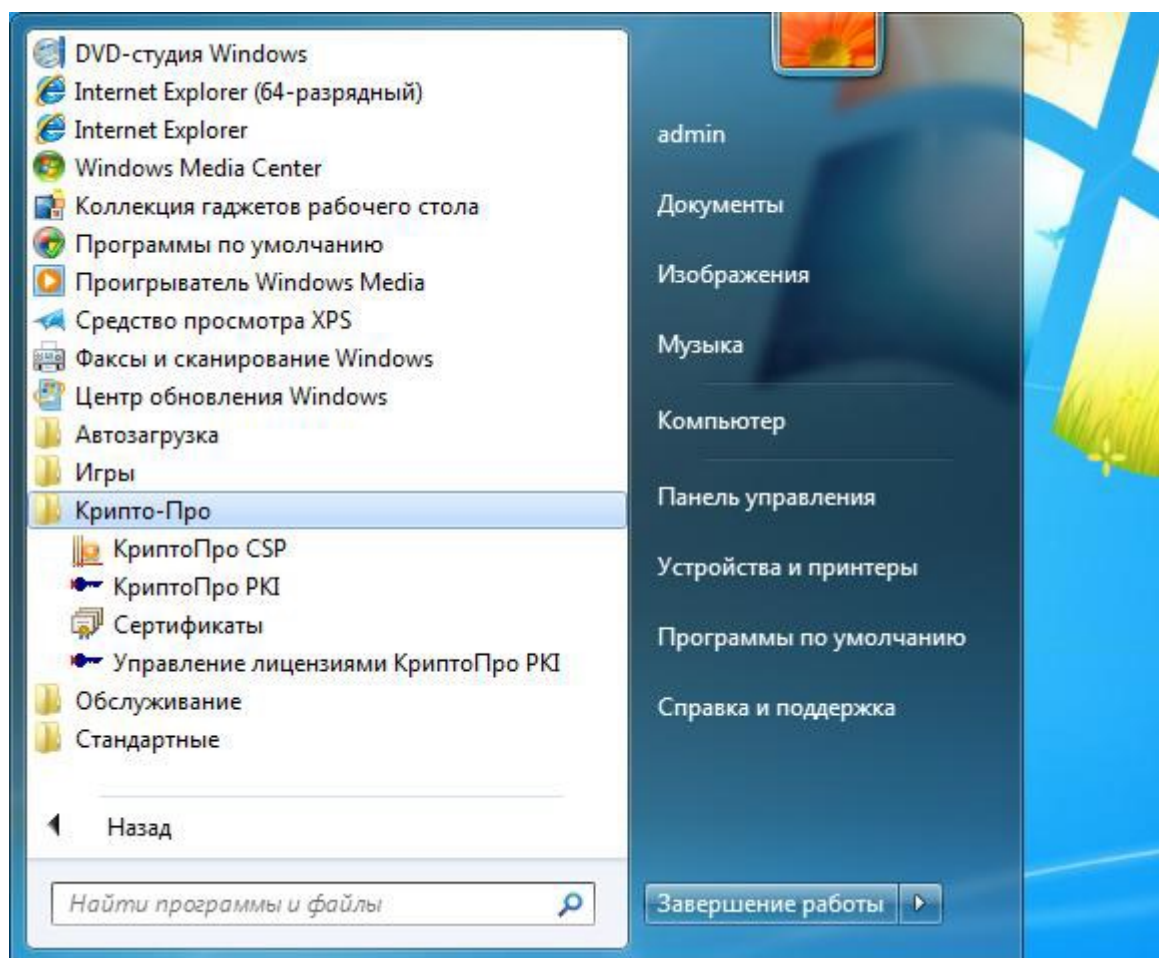 DVD-студия Windows
Internet Explorer (64-разрядный)
Internet Explorer
Windows Media Center
Коллекция гаджетов рабочего стола
Программы по умолчанию
Проигрыватель Windows Media
Средство просмотра XPS
Факсы и сканирование Windows
Центр обновления Windows
Автозагрузка
Игры
Крипто-Про
КриптоПро CSP
КриптоПро PKI
Сертификаты
Управление лицензиями КриптоПро PKI
Обслуживание
Стандартные
Назад
Найти программы и файлы
admin
Документы
Изображения
Музыка
Компьютер
Панель управления
Устройства и принтеры
Программы по умолчанию
Справка и поддержка
Завершение работы